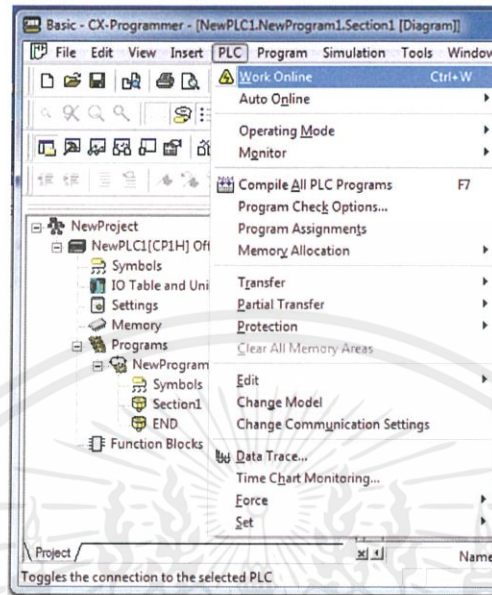 Basic - CX-Programmer - [NewPLC1.NewProgram1.Section1 [Diagram]]
File Edit View Insert PLC Program Simulation Tools Window
Work Online Ctrl+W
Auto Online
Operating Mode
Monitor
Compile All PLC Programs F7
Program Check Options...
Program Assignments
Memory Allocation
Transfer
Partial Transfer
Protection
Clear All Memory Areas
Edit
Change Model
Change Communication Settings
Data Trace...
Time Chart Monitoring...
Force
Set
NewProject
NewPLC1[CP1H] Off
Symbols
IO Table and Uni
Settings
Memory
Programs
NewProgram
Symbols
Section1
END
Function Blocks
Project
Name
Toggles the connection to the selected PLC